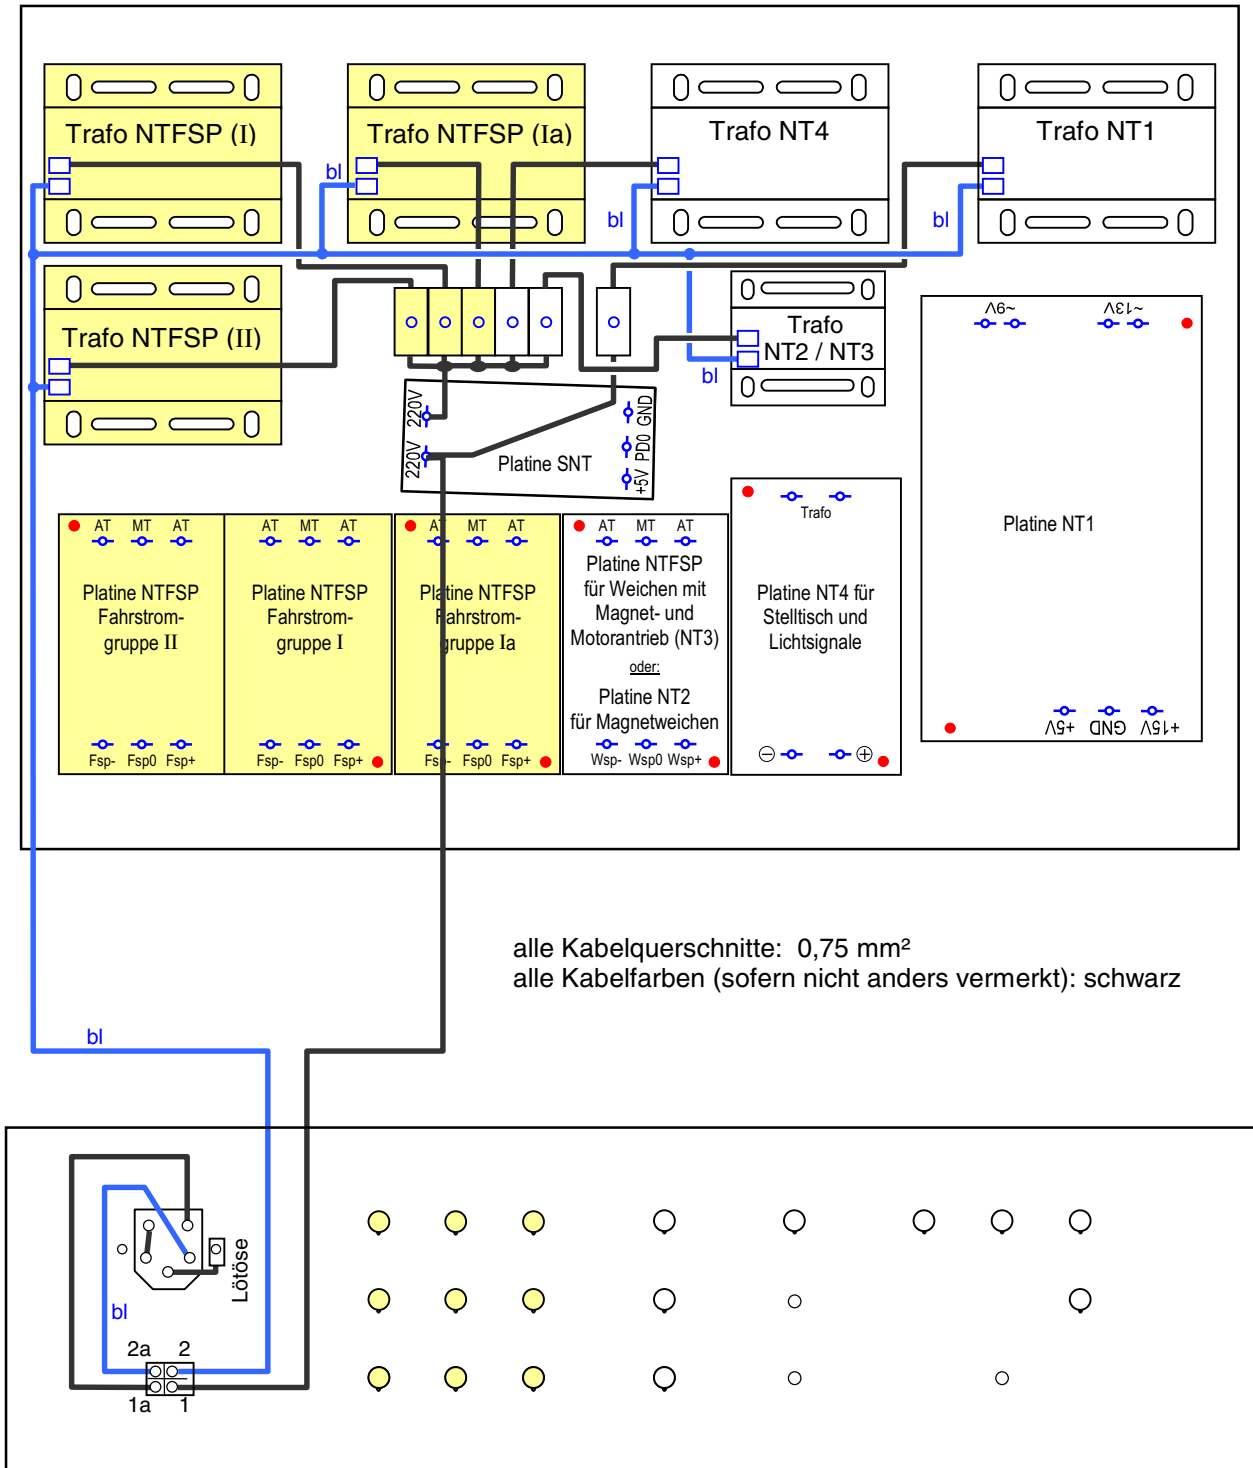 Trafo NTFSP (I)
Trafo NTFSP (Ia)
Trafo NT4
Trafo NT1
bl
bl
bl
Trafo NTFSP (II)
Trafo
NT2 / NT3
bl
~9V
~13V
220V
220V
Platine SNT
GND
PD0
+5V
AT MT AT
Platine NTFSP
Fahrstrom-
gruppe II
Fsp- Fsp0 Fsp+
AT MT AT
Platine NTFSP
Fahrstrom-
gruppe I
Fsp- Fsp0 Fsp+
AT MT AT
Platine NTFSP
Fahrstrom-
gruppe Ia
Fsp- Fsp0 Fsp+
AT MT AT
Platine NTFSP
für Weichen mit
Magnet- und
Motorantrieb (NT3)
oder:
Platine NT2
für Magnetweichen
Wsp- Wsp0 Wsp+
Trafo
Platine NT4 für
Stelltisch und
Lichtsignale
− +
Platine NT1
+5V GND +15V
alle Kabelquerschnitte: 0,75 mm²
alle Kabelfarben (sofern nicht anders vermerkt): schwarz
bl
Lötöse
bl
2a 2
1a 1